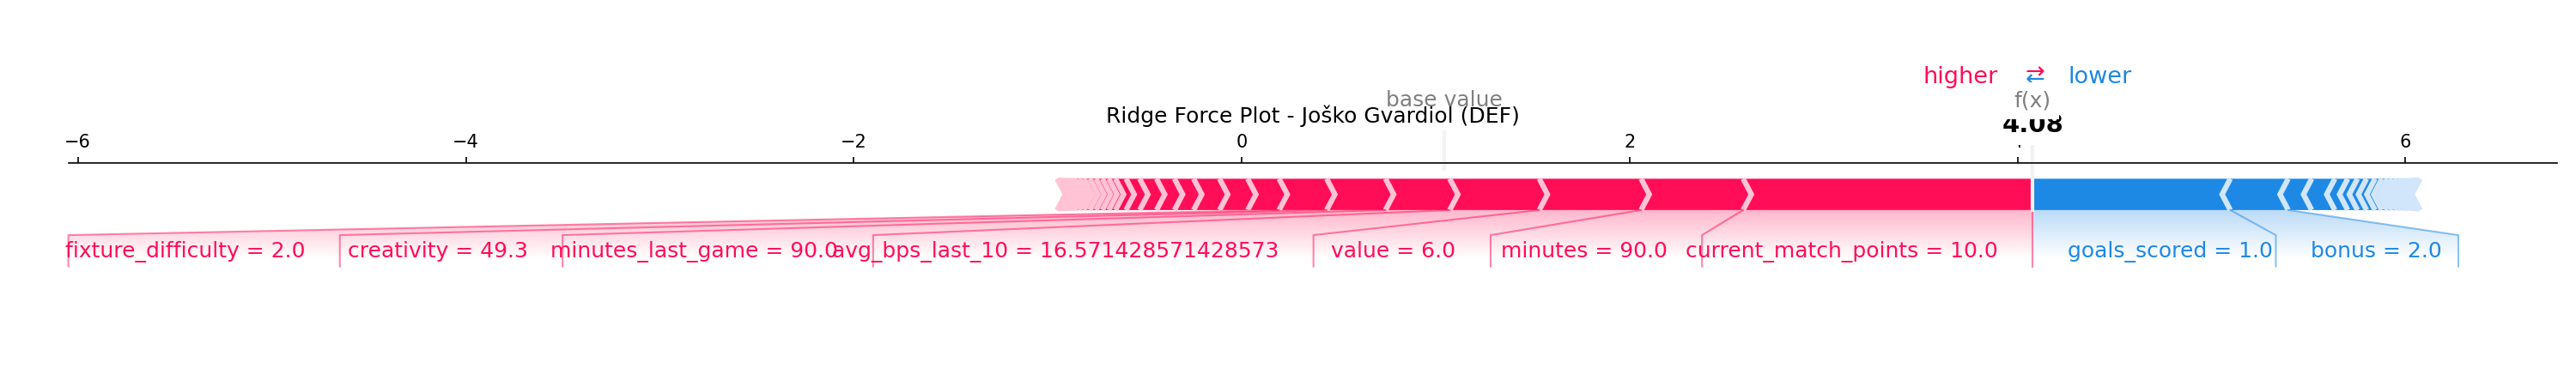 higher ⇄ lower
base value
f(x)
Ridge Force Plot - Joško Gvardiol (DEF)
4.08
−6 −4 −2 0 2 6
fixture_difficulty = 2.0
creativity = 49.3
minutes_last_game = 90.0
avg_bps_last_10 = 16.571428571428573
value = 6.0
minutes = 90.0
current_match_points = 10.0
goals_scored = 1.0
bonus = 2.0